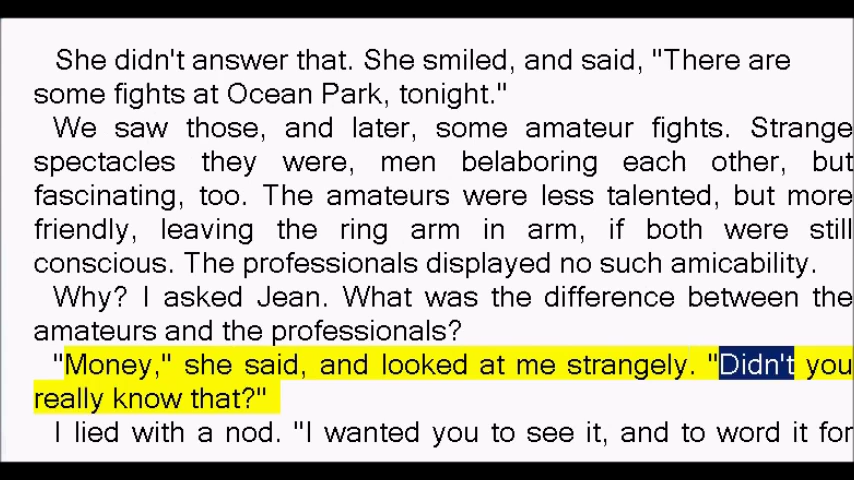 She didn't answer that. She smiled, and said, "There are
some fights at Ocean Park, tonight."
We saw those, and later, some amateur fights. Strange
spectacles they were, men belaboring each other, but
fascinating, too. The amateurs were less talented, but more
friendly, leaving the ring arm in arm, if both were still
conscious. The professionals displayed no such amicability.
Why? I asked Jean. What was the difference between the
amateurs and the professionals?
"Money," she said, and looked at me strangely. "Didn't you
really know that?"
I lied with a nod. "I wanted you to see it, and to word it for